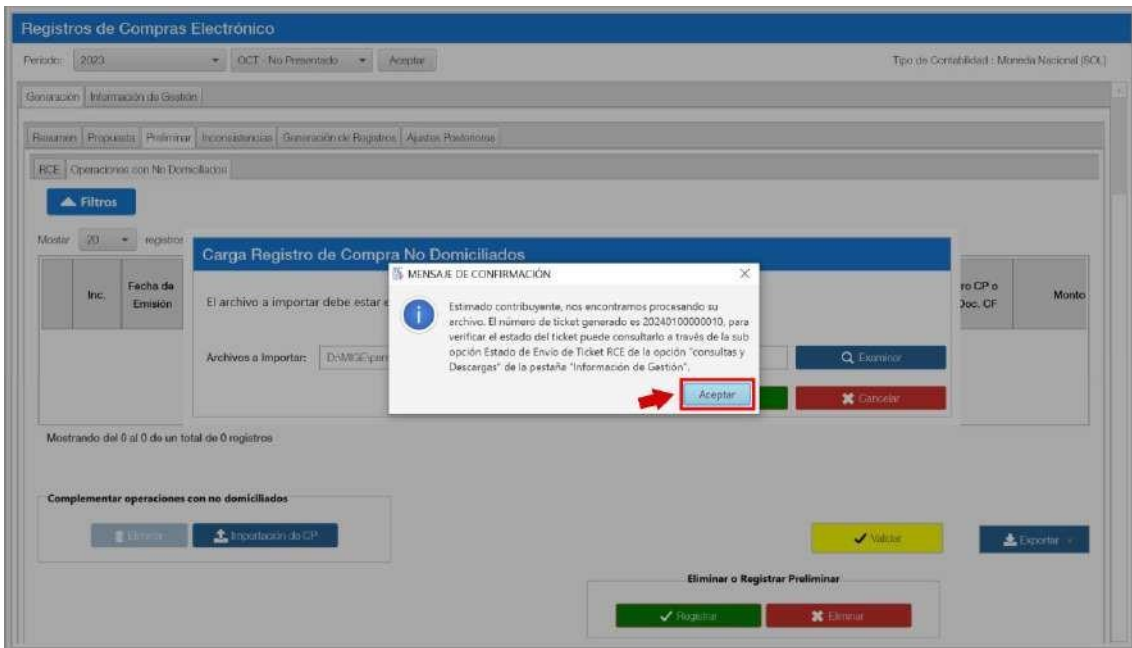 Registros de Compras Electrónico
Periodo: 2023 OCT - No Presentado Aceptar Tipo de Contabilidad : Moneda Nacional (SOL)
Generación Información de Gestión
Resumen Propuesta Preliminar Inconsistencias Generación de Registros Ajustes Posteriores
RCE Operaciones con No Domiciliados
Filtros
Mostar 20 registros
Carga Registro de Compra No Domiciliados
MENSAJE DE CONFIRMACIÓN
Inc. Fecha de Emisión ro CP o Doc. CF Monto
El archivo a importar debe estar e
Estimado contribuyente, nos encontramos procesando su
archivo. El número de ticket generado es 20240100000010, para
verificar el estado del ticket puede consultarlo a través de la sub
opción Estado de Envio de Ticket RCE de la opción "consultas y
Descargas" de la pestaña "Información de Gestión".
Archivos a Importar: Examinar
Aceptar
Cancelar
Mostrando del 0 al 0 de un total de 0 registros
Complementar operaciones con no domiciliados
Eliminar Importación de CP Validar Exportar
Eliminar o Registrar Preliminar
Registrar Eliminar